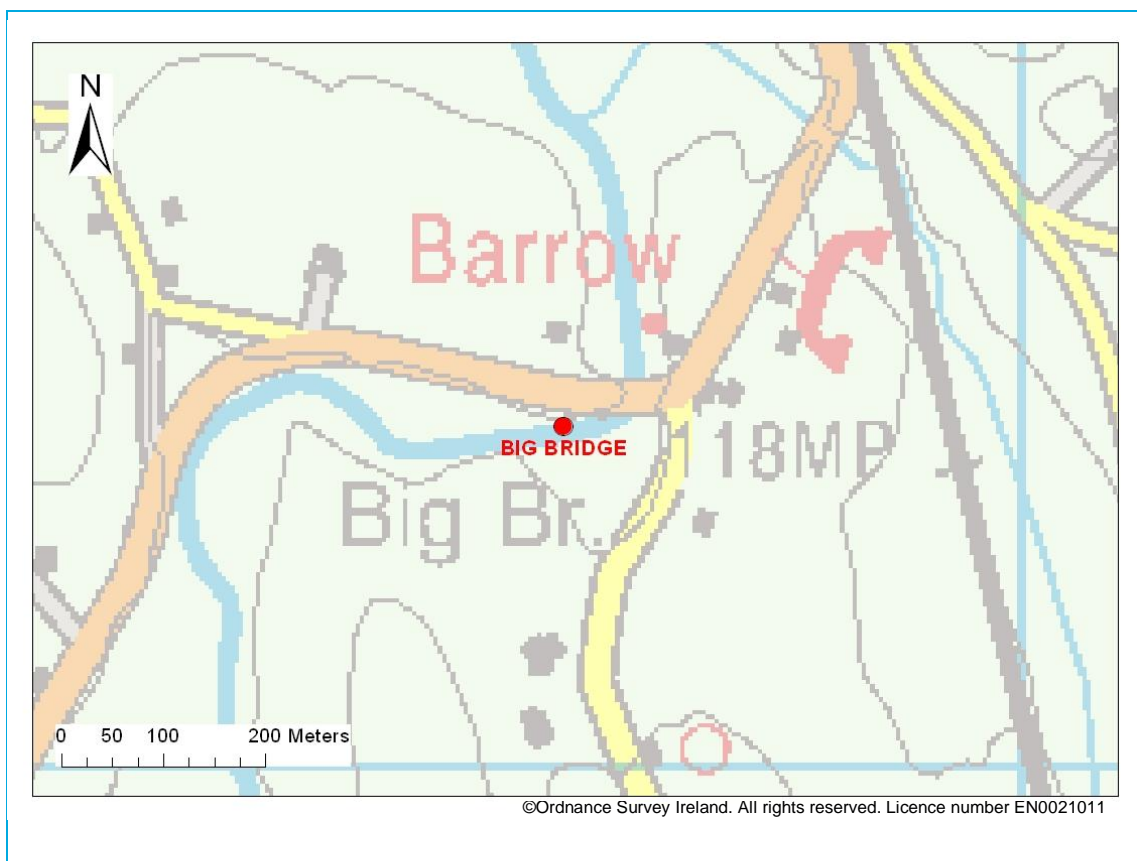 N
Barrow
BIG BRIDGE
118MP
Big Br.
0 50 100 200 Meters
©Ordnance Survey Ireland. All rights reserved. Licence number EN0021011